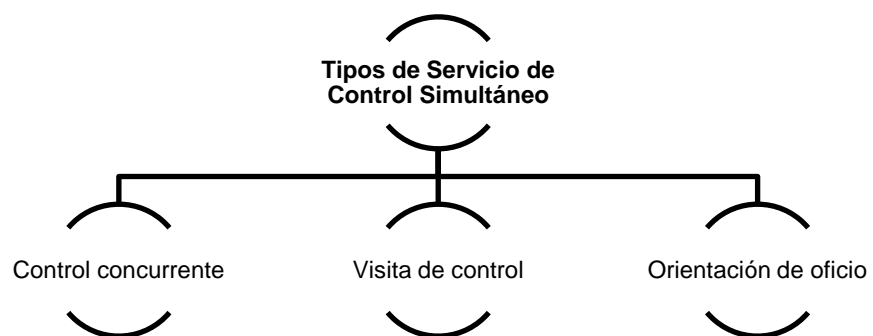 Tipos de Servicio de
Control Simultáneo
Control concurrente
Visita de control
Orientación de oficio